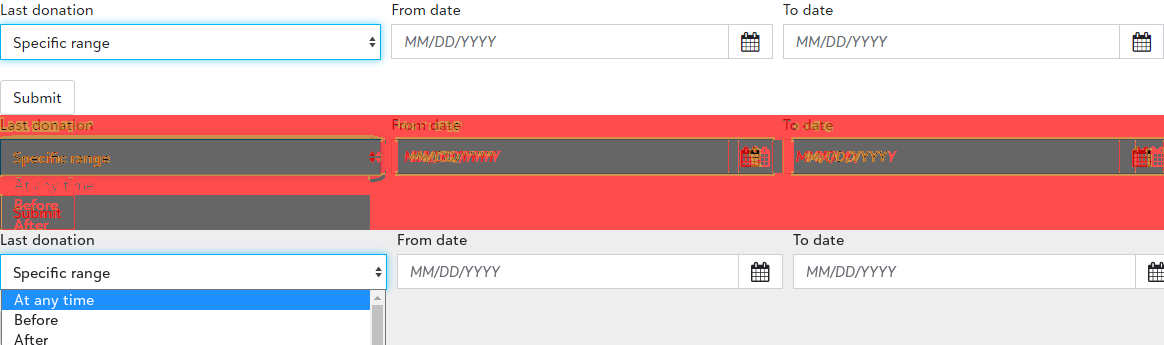 Last donation From date To date
Specific range MM/DD/YYYY MM/DD/YYYY
Submit
Last donation From date To date
Specific range MM/DD/YYYY MM/DD/YYYY
At any time
Before
Submit
After
Last donation From date To date
Specific range MM/DD/YYYY MM/DD/YYYY
At any time
Before
After